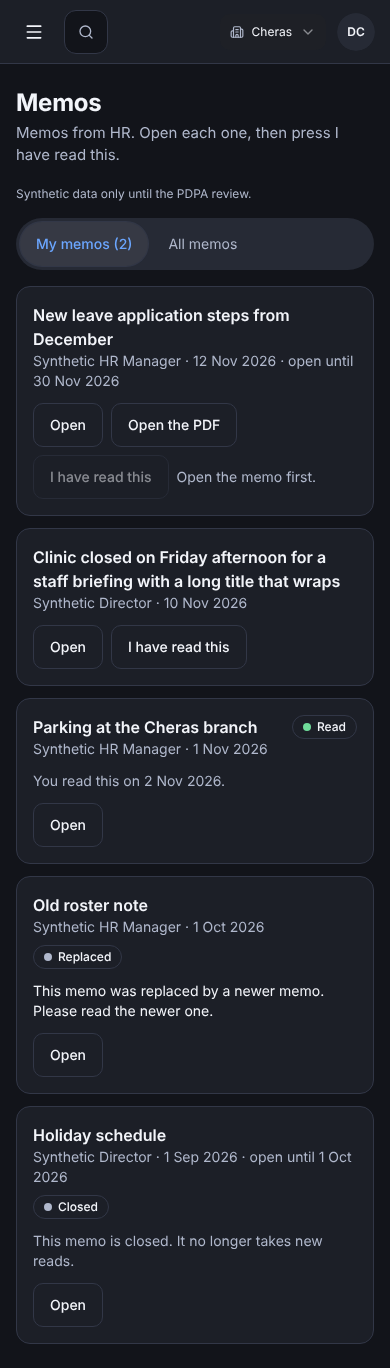 Cheras
DC
Memos
Memos from HR. Open each one, then press I
have read this.
Synthetic data only until the PDPA review.
My memos (2)
All memos
New leave application steps from
December
Synthetic HR Manager · 12 Nov 2026 · open until
30 Nov 2026
Open
Open the PDF
I have read this
Open the memo first.
Clinic closed on Friday afternoon for a
staff briefing with a long title that wraps
Synthetic Director · 10 Nov 2026
Open
I have read this
Parking at the Cheras branch
Read
Synthetic HR Manager · 1 Nov 2026
You read this on 2 Nov 2026.
Open
Old roster note
Synthetic HR Manager · 1 Oct 2026
Replaced
This memo was replaced by a newer memo.
Please read the newer one.
Open
Holiday schedule
Synthetic Director · 1 Sep 2026 · open until 1 Oct
2026
Closed
This memo is closed. It no longer takes new
reads.
Open